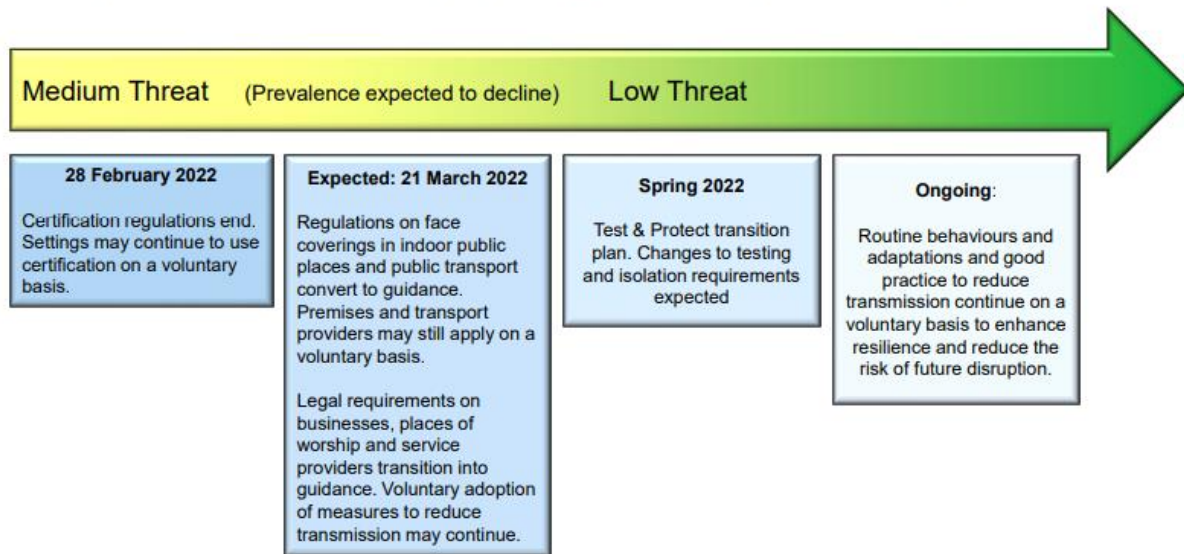 Medium Threat (Prevalence expected to decline) Low Threat
28 February 2022
Certification regulations end.
Settings may continue to use
certification on a voluntary
basis.
Expected: 21 March 2022
Regulations on face
coverings in indoor public
places and public transport
convert to guidance.
Premises and transport
providers may still apply on a
voluntary basis.
Legal requirements on
businesses, places of
worship and service
providers transition into
guidance. Voluntary adoption
of measures to reduce
transmission may continue.
Spring 2022
Test & Protect transition
plan. Changes to testing
and isolation requirements
expected
Ongoing:
Routine behaviours and
adaptations and good
practice to reduce
transmission continue on a
voluntary basis to enhance
resilience and reduce the
risk of future disruption.